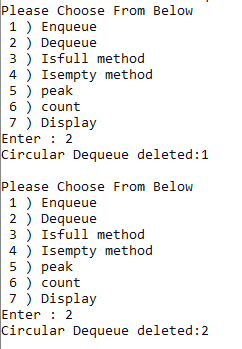 Please Choose From Below
1 ) Enqueue
2 ) Dequeue
3 ) Isfull method
4 ) Isempty method
5 ) peak
6 ) count
7 ) Display
Enter : 2
Circular Dequeue deleted:1
Please Choose From Below
1 ) Enqueue
2 ) Dequeue
3 ) Isfull method
4 ) Isempty method
5 ) peak
6 ) count
7 ) Display
Enter : 2
Circular Dequeue deleted:2